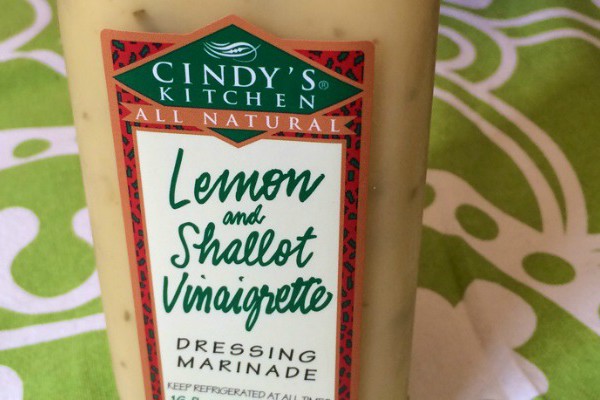 CINDY'S®
KITCHEN
ALL NATURAL
Lemon
and
Shallot
Vinaigrette
DRESSING
MARINADE
KEEP REFRIGERATED AT ALL TIMES